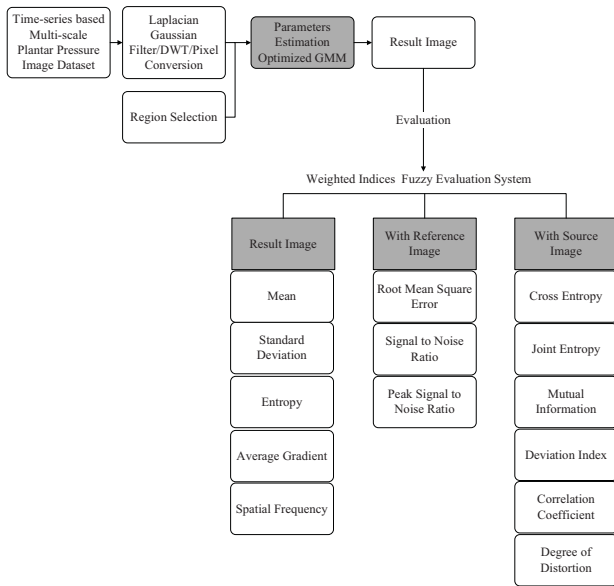 Time-series based
Multi-scale
Plantar Pressure
Image Dataset
Laplacian
Gaussian
Filter/DWT/Pixel
Conversion
Region Selection
Parameters
Estimation
Optimized GMM
Result Image
Evaluation
Weighted Indices Fuzzy Evaluation System
Result Image
Mean
Standard
Deviation
Entropy
Average Gradient
Spatial Frequency
With Reference
Image
Root Mean Square
Error
Signal to Noise
Ratio
Peak Signal to
Noise Ratio
With Source
Image
Cross Entropy
Joint Entropy
Mutual
Information
Deviation Index
Correlation
Coefficient
Degree of
Distortion